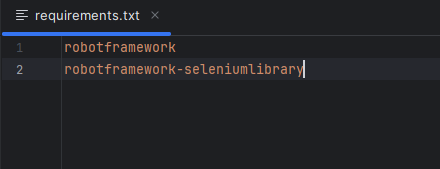 requirements.txt
1 robotframework
2 robotframework-seleniumlibrary